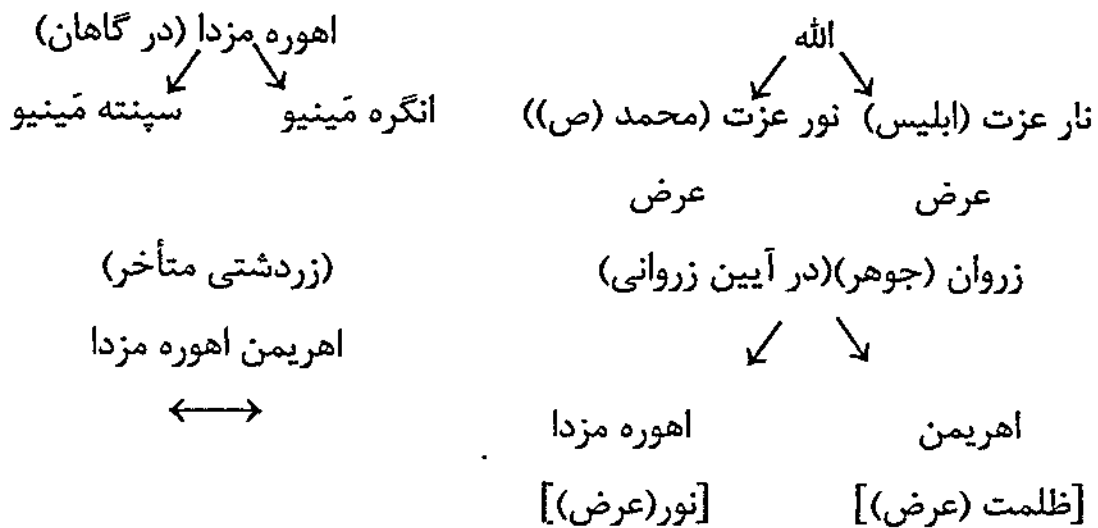 الله
نار عزت (ابلیس) نور عزت (محمد (ص))
عرض عرض
زروان (جوهر)(در آیین زروانی)
اهریمن اهوره مزدا
[ظلمت (عرض)] [نور(عرض)]
اهوره مزدا (در گاهان)
انگره مَینیو سپنته مَینیو
(زردشتی متأخر)
اهریمن اهوره مزدا